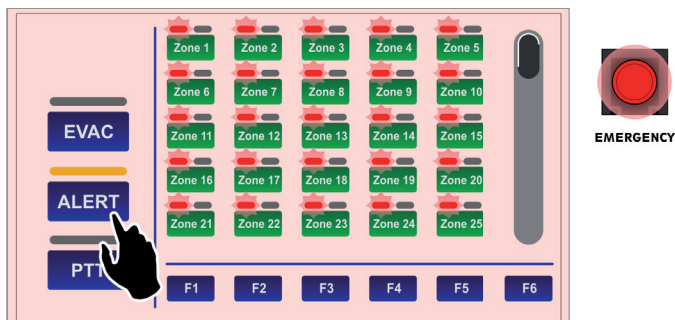 Zone 1 Zone 2 Zone 3 Zone 4 Zone 5
Zone 6 Zone 7 Zone 8 Zone 9 Zone 10
EVAC
Zone 11 Zone 12 Zone 13 Zone 14 Zone 15
EMERGENCY
Zone 16 Zone 17 Zone 18 Zone 19 Zone 20
ALERT
Zone 21 Zone 22 Zone 23 Zone 24 Zone 25
PT
F1 F2 F3 F4 F5 F6